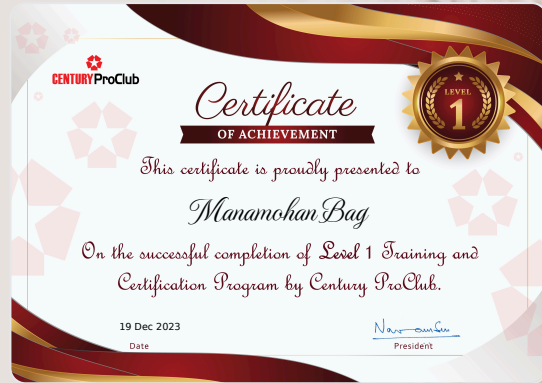 CENTURY ProClub
Certificate
OF ACHIEVEMENT
LEVEL
1
This certificate is proudly presented to
Manamohan Bag
On the successful completion of Level 1 Training and
Certification Program by Century ProClub.
19 Dec 2023
Date
President